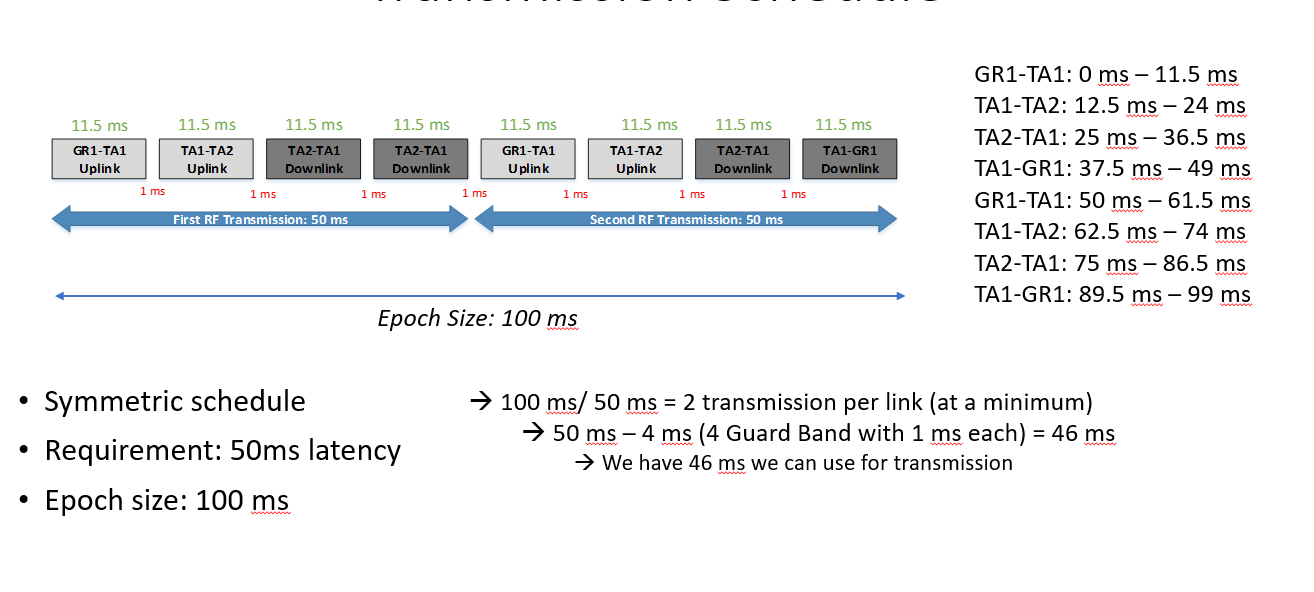 Transmission Schedule
11.5 ms 11.5 ms 11.5 ms 11.5 ms 11.5 ms 11.5 ms 11.5 ms 11.5 ms
GR1-TA1 Uplink
TA1-TA2 Uplink
TA2-TA1 Downlink
TA2-TA1 Downlink
GR1-TA1 Uplink
TA1-TA2 Uplink
TA2-TA1 Downlink
TA1-GR1 Downlink
1 ms 1 ms 1 ms 1 ms 1 ms 1 ms 1 ms
First RF Transmission: 50 ms
Second RF Transmission: 50 ms
Epoch Size: 100 ms
GR1-TA1: 0 ms – 11.5 ms
TA1-TA2: 12.5 ms – 24 ms
TA2-TA1: 25 ms – 36.5 ms
TA1-GR1: 37.5 ms – 49 ms
GR1-TA1: 50 ms – 61.5 ms
TA1-TA2: 62.5 ms – 74 ms
TA2-TA1: 75 ms – 86.5 ms
TA1-GR1: 89.5 ms – 99 ms
• Symmetric schedule
• Requirement: 50ms latency
• Epoch size: 100 ms
→ 100 ms/ 50 ms = 2 transmission per link (at a minimum)
→ 50 ms – 4 ms (4 Guard Band with 1 ms each) = 46 ms
→ We have 46 ms we can use for transmission